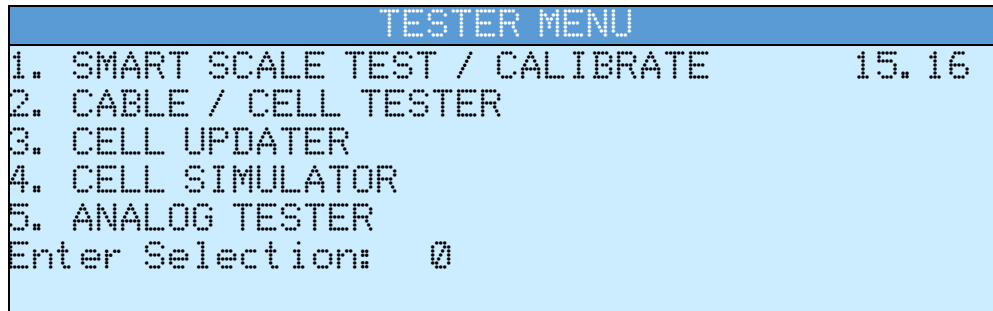 TESTER MENU
1. SMART SCALE TEST / CALIBRATE 15.16
2. CABLE / CELL TESTER
3. CELL UPDATER
4. CELL SIMULATOR
5. ANALOG TESTER
Enter Selection: 0